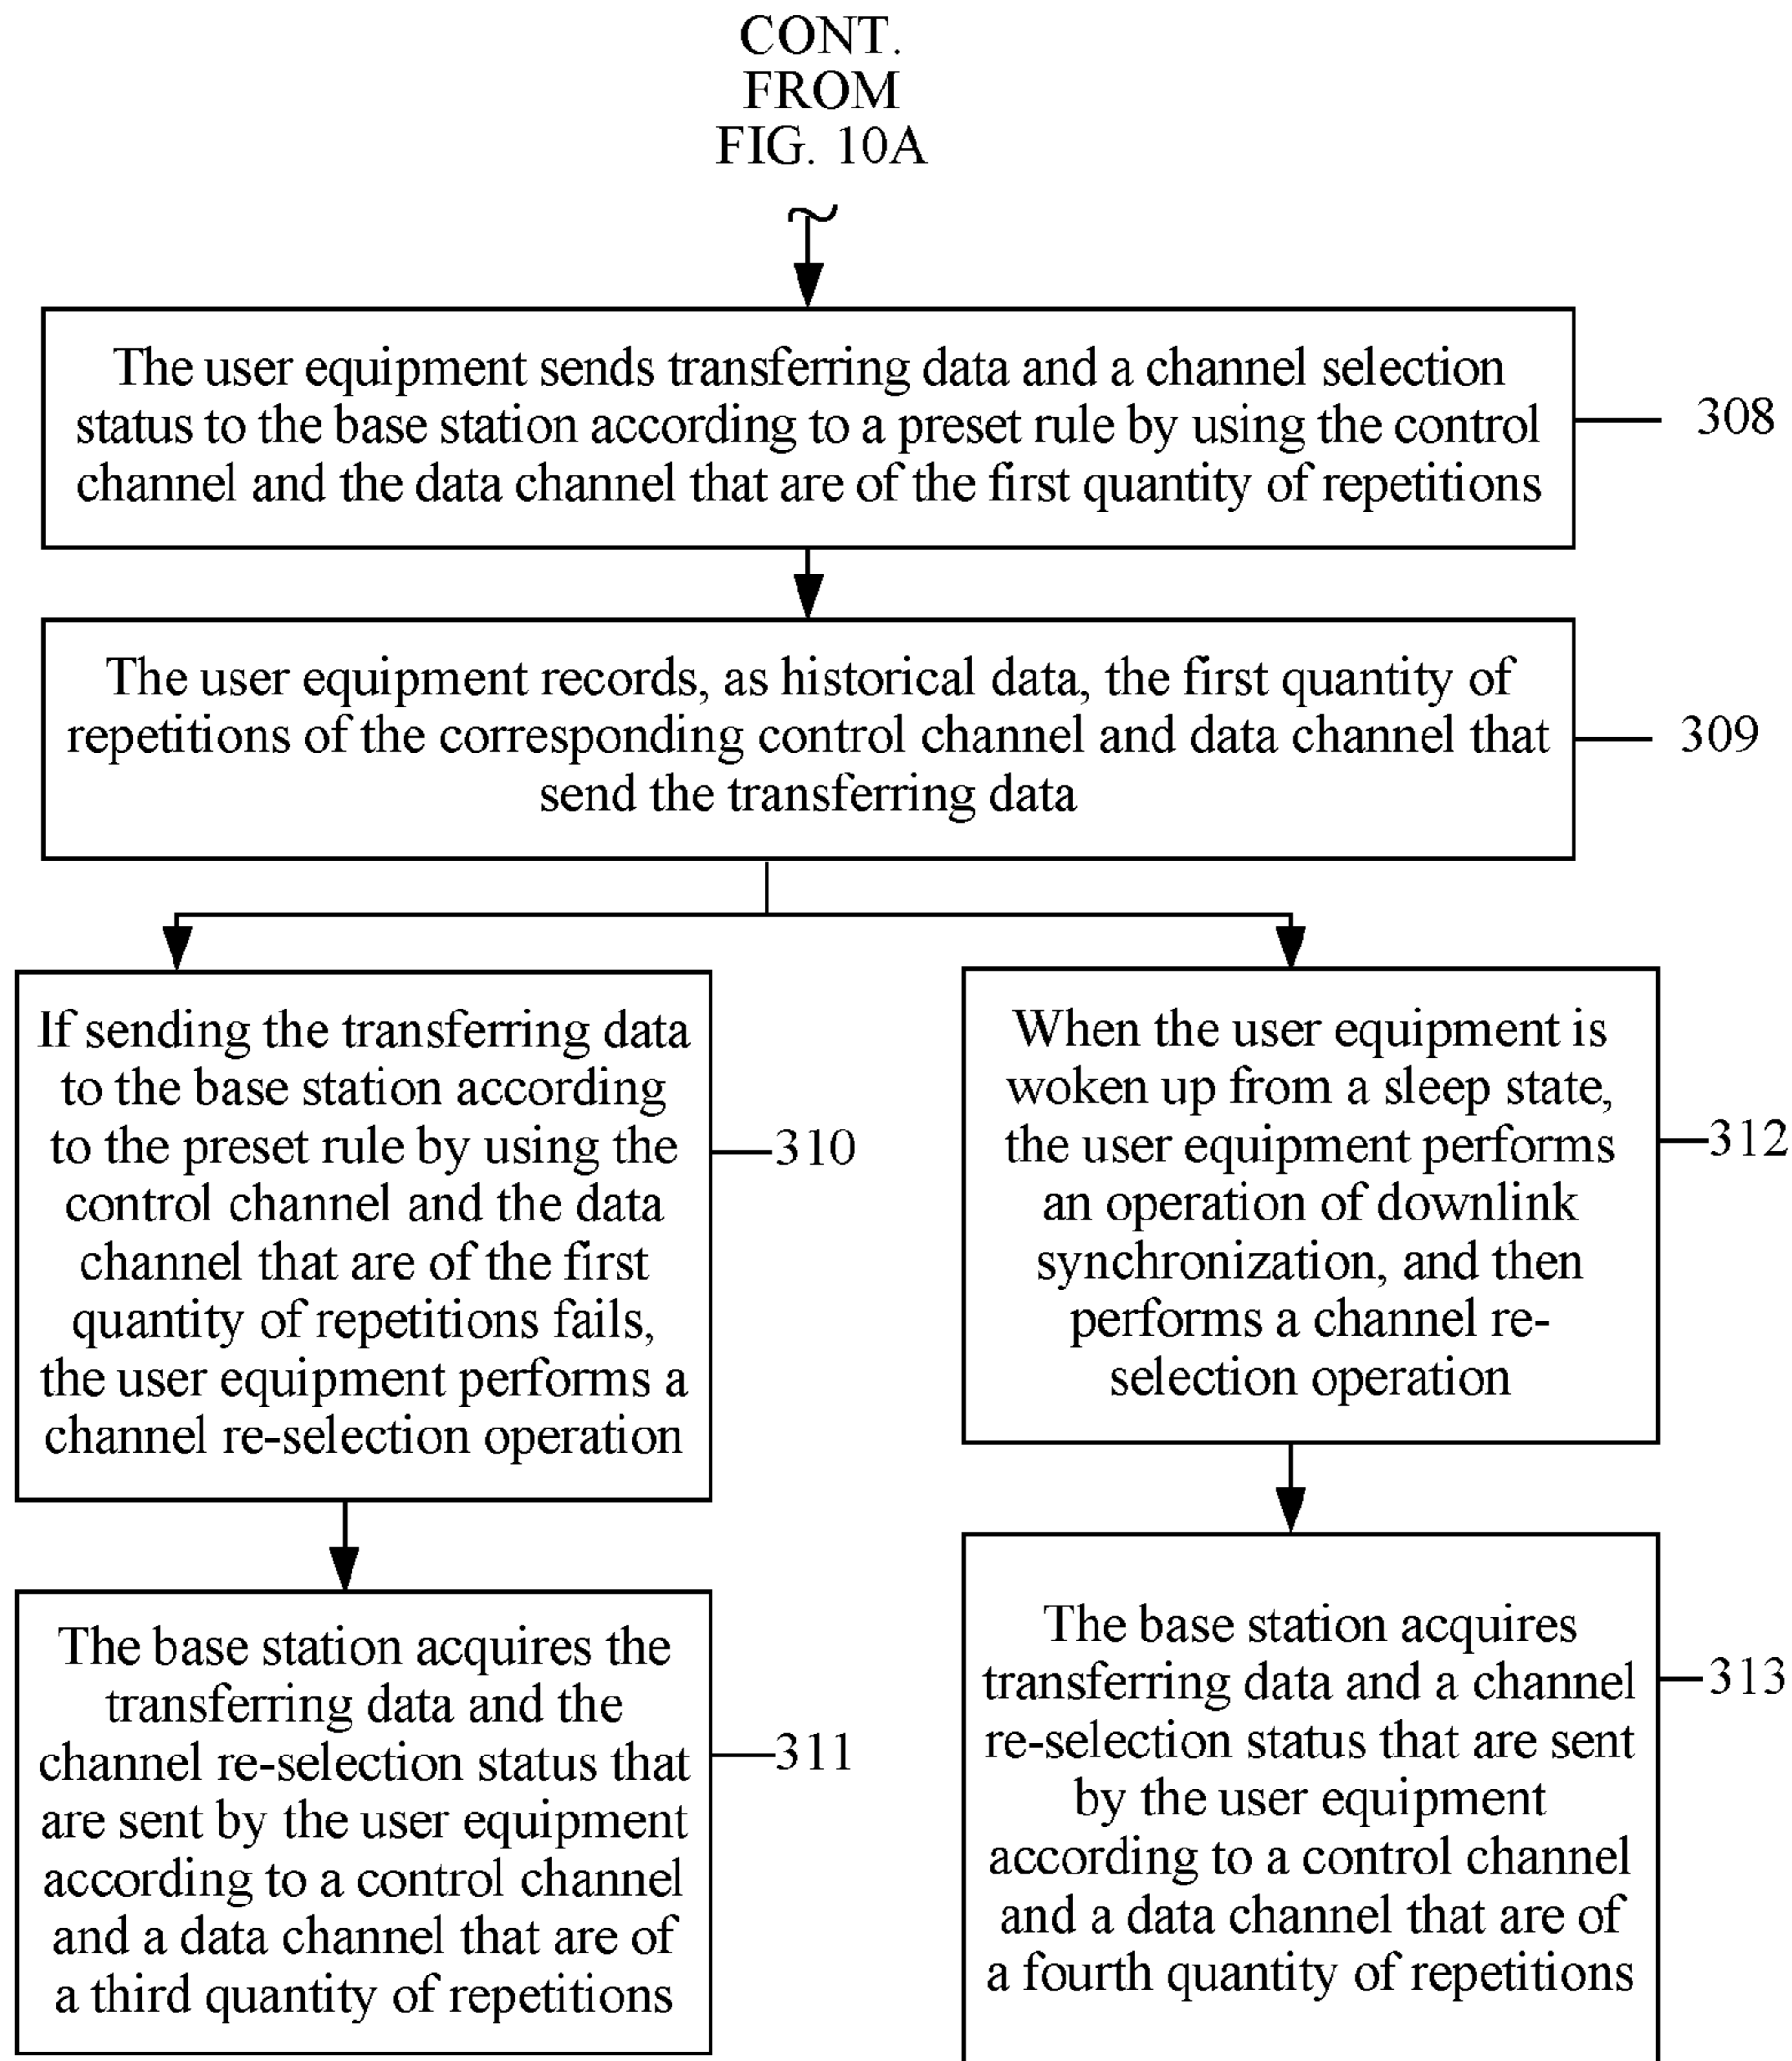 CONT.
FROM
FIG. 10A
The user equipment sends transferring data and a channel selection
status to the base station according to a preset rule by using the control
channel and the data channel that are of the first quantity of repetitions
308
The user equipment records, as historical data, the first quantity of
repetitions of the corresponding control channel and data channel that
send the transferring data
309
If sending the transferring data
to the base station according
to the preset rule by using the
control channel and the data
channel that are of the first
quantity of repetitions fails,
the user equipment performs a
channel re-selection operation
310
When the user equipment is
woken up from a sleep state,
the user equipment performs
an operation of downlink
synchronization, and then
performs a channel re-
selection operation
312
The base station acquires the
transferring data and the
channel re-selection status that
are sent by the user equipment
according to a control channel
and a data channel that are of
a third quantity of repetitions
311
The base station acquires
transferring data and a channel
re-selection status that are sent
by the user equipment
according to a control channel
and a data channel that are of
a fourth quantity of repetitions
313